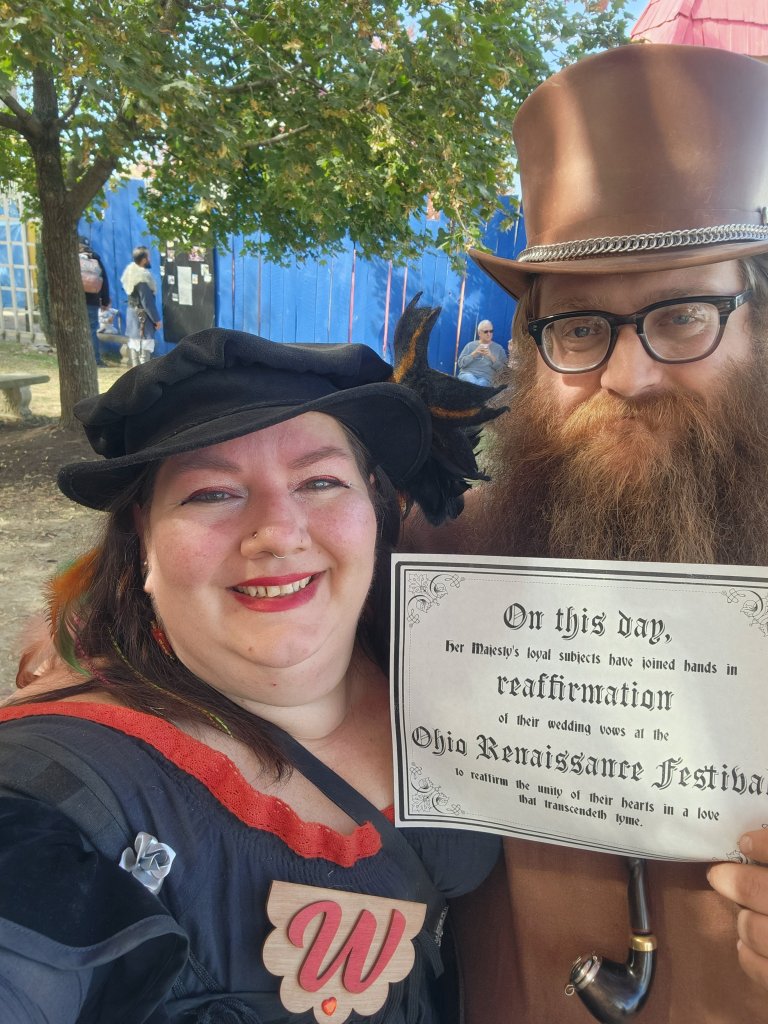 On this day,
Her Majesty's loyal subjects have joined hands in
reaffirmation
of their wedding vows at the
Ohio Renaissance Festival
to reaffirm the unity of their hearts in a love
that transcendeth tyme.
W